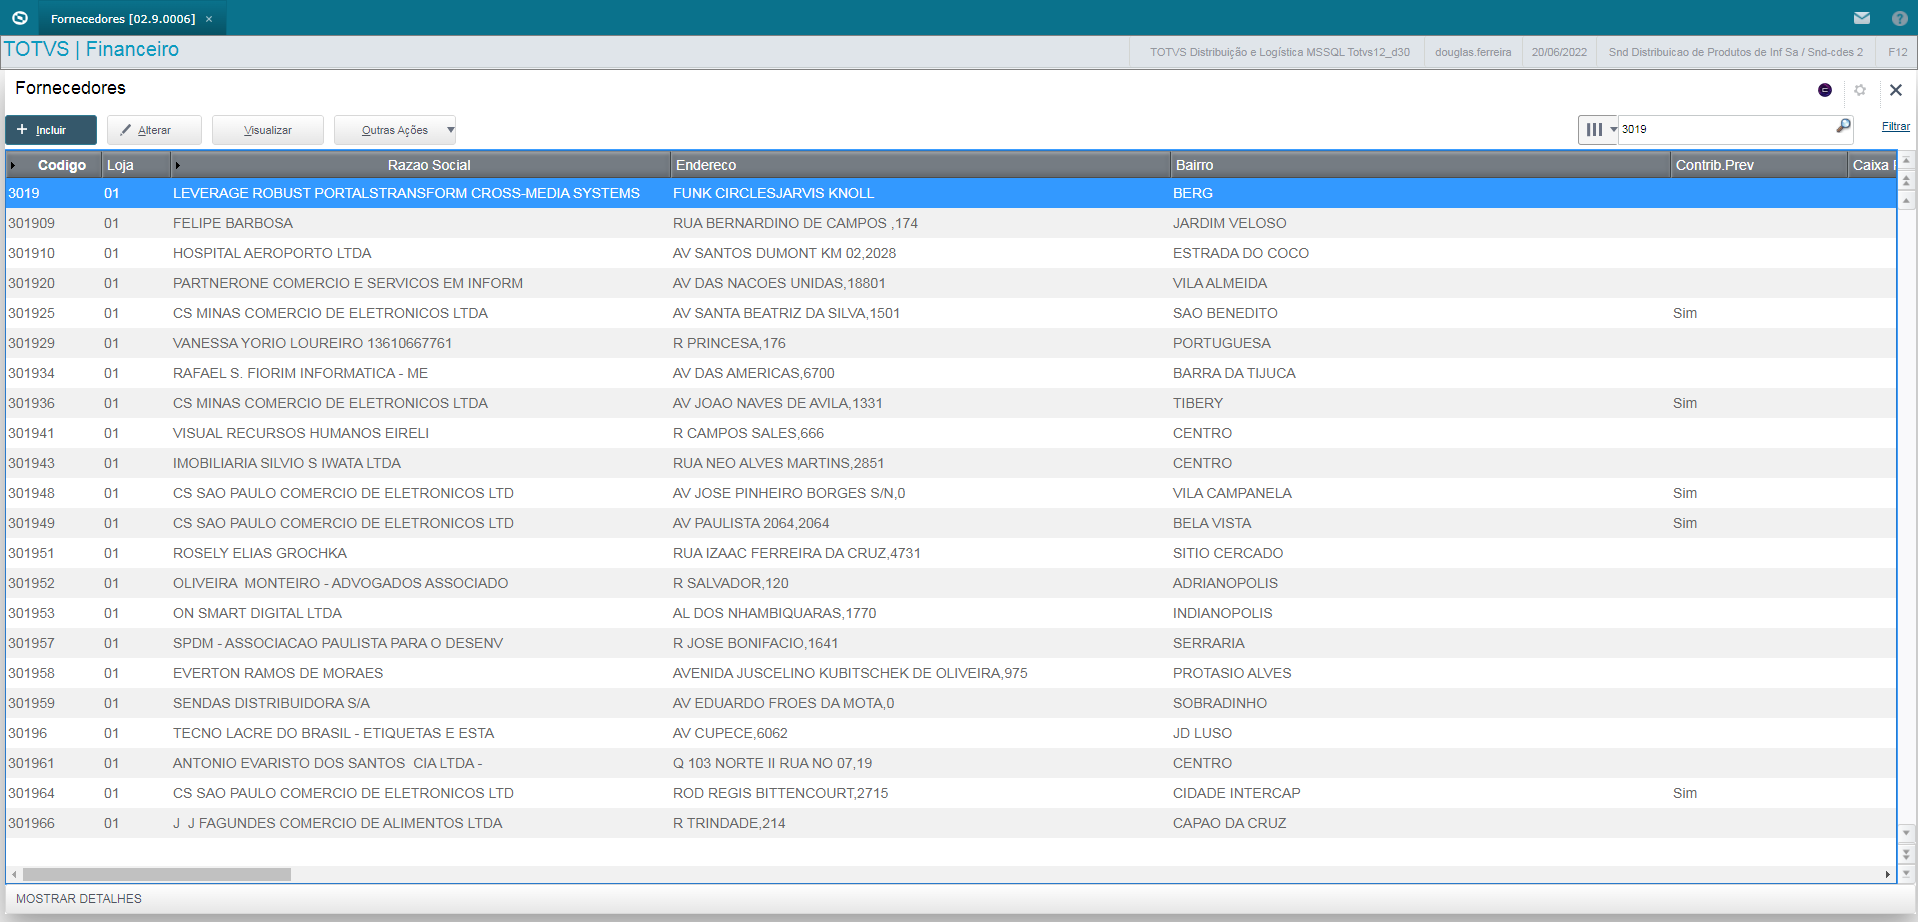 Fornecedores [02.9.0006] ×
TOTVS | Financeiro TOTVS Distribuição e Logística MSSQL Totvs12_d30 douglas.ferreira 20/06/2022 Snd Distribuicao de Produtos de Inf Sa / Snd-cdes 2 F12
Fornecedores
+ Incluir Alterar Visualizar Outras Ações 3019 Filtrar
Codigo Loja Razao Social Endereco Bairro Contrib.Prev Caixa
3019 01 LEVERAGE ROBUST PORTALSTRANSFORM CROSS-MEDIA SYSTEMS FUNK CIRCLESJARVIS KNOLL BERG
301909 01 FELIPE BARBOSA RUA BERNARDINO DE CAMPOS ,174 JARDIM VELOSO
301910 01 HOSPITAL AEROPORTO LTDA AV SANTOS DUMONT KM 02,2028 ESTRADA DO COCO
301920 01 PARTNERONE COMERCIO E SERVICOS EM INFORM AV DAS NACOES UNIDAS,18801 VILA ALMEIDA
301925 01 CS MINAS COMERCIO DE ELETRONICOS LTDA AV SANTA BEATRIZ DA SILVA,1501 SAO BENEDITO Sim
301929 01 VANESSA YORIO LOUREIRO 13610667761 R PRINCESA,176 PORTUGUESA
301934 01 RAFAEL S. FIORIM INFORMATICA - ME AV DAS AMERICAS,6700 BARRA DA TIJUCA
301936 01 CS MINAS COMERCIO DE ELETRONICOS LTDA AV JOAO NAVES DE AVILA,1331 TIBERY Sim
301941 01 VISUAL RECURSOS HUMANOS EIRELI R CAMPOS SALES,666 CENTRO
301943 01 IMOBILIARIA SILVIO S IWATA LTDA RUA NEO ALVES MARTINS,2851 CENTRO
301948 01 CS SAO PAULO COMERCIO DE ELETRONICOS LTD AV JOSE PINHEIRO BORGES S/N,0 VILA CAMPANELA Sim
301949 01 CS SAO PAULO COMERCIO DE ELETRONICOS LTD AV PAULISTA 2064,2064 BELA VISTA Sim
301951 01 ROSELY ELIAS GROCHKA RUA IZAAC FERREIRA DA CRUZ,4731 SITIO CERCADO
301952 01 OLIVEIRA  MONTEIRO - ADVOGADOS ASSOCIADO R SALVADOR,120 ADRIANOPOLIS
301953 01 ON SMART DIGITAL LTDA AL DOS NHAMBIQUARAS,1770 INDIANOPOLIS
301957 01 SPDM - ASSOCIACAO PAULISTA PARA O DESENV R JOSE BONIFACIO,1641 SERRARIA
301958 01 EVERTON RAMOS DE MORAES AVENIDA JUSCELINO KUBITSCHEK DE OLIVEIRA,975 PROTASIO ALVES
301959 01 SENDAS DISTRIBUIDORA S/A AV EDUARDO FROES DA MOTA,0 SOBRADINHO
30196 01 TECNO LACRE DO BRASIL - ETIQUETAS E ESTA AV CUPECE,6062 JD LUSO
301961 01 ANTONIO EVARISTO DOS SANTOS  CIA LTDA - Q 103 NORTE II RUA NO 07,19 CENTRO
301964 01 CS SAO PAULO COMERCIO DE ELETRONICOS LTD ROD REGIS BITTENCOURT,2715 CIDADE INTERCAP Sim
301966 01 J  J FAGUNDES COMERCIO DE ALIMENTOS LTDA R TRINDADE,214 CAPAO DA CRUZ
MOSTRAR DETALHES